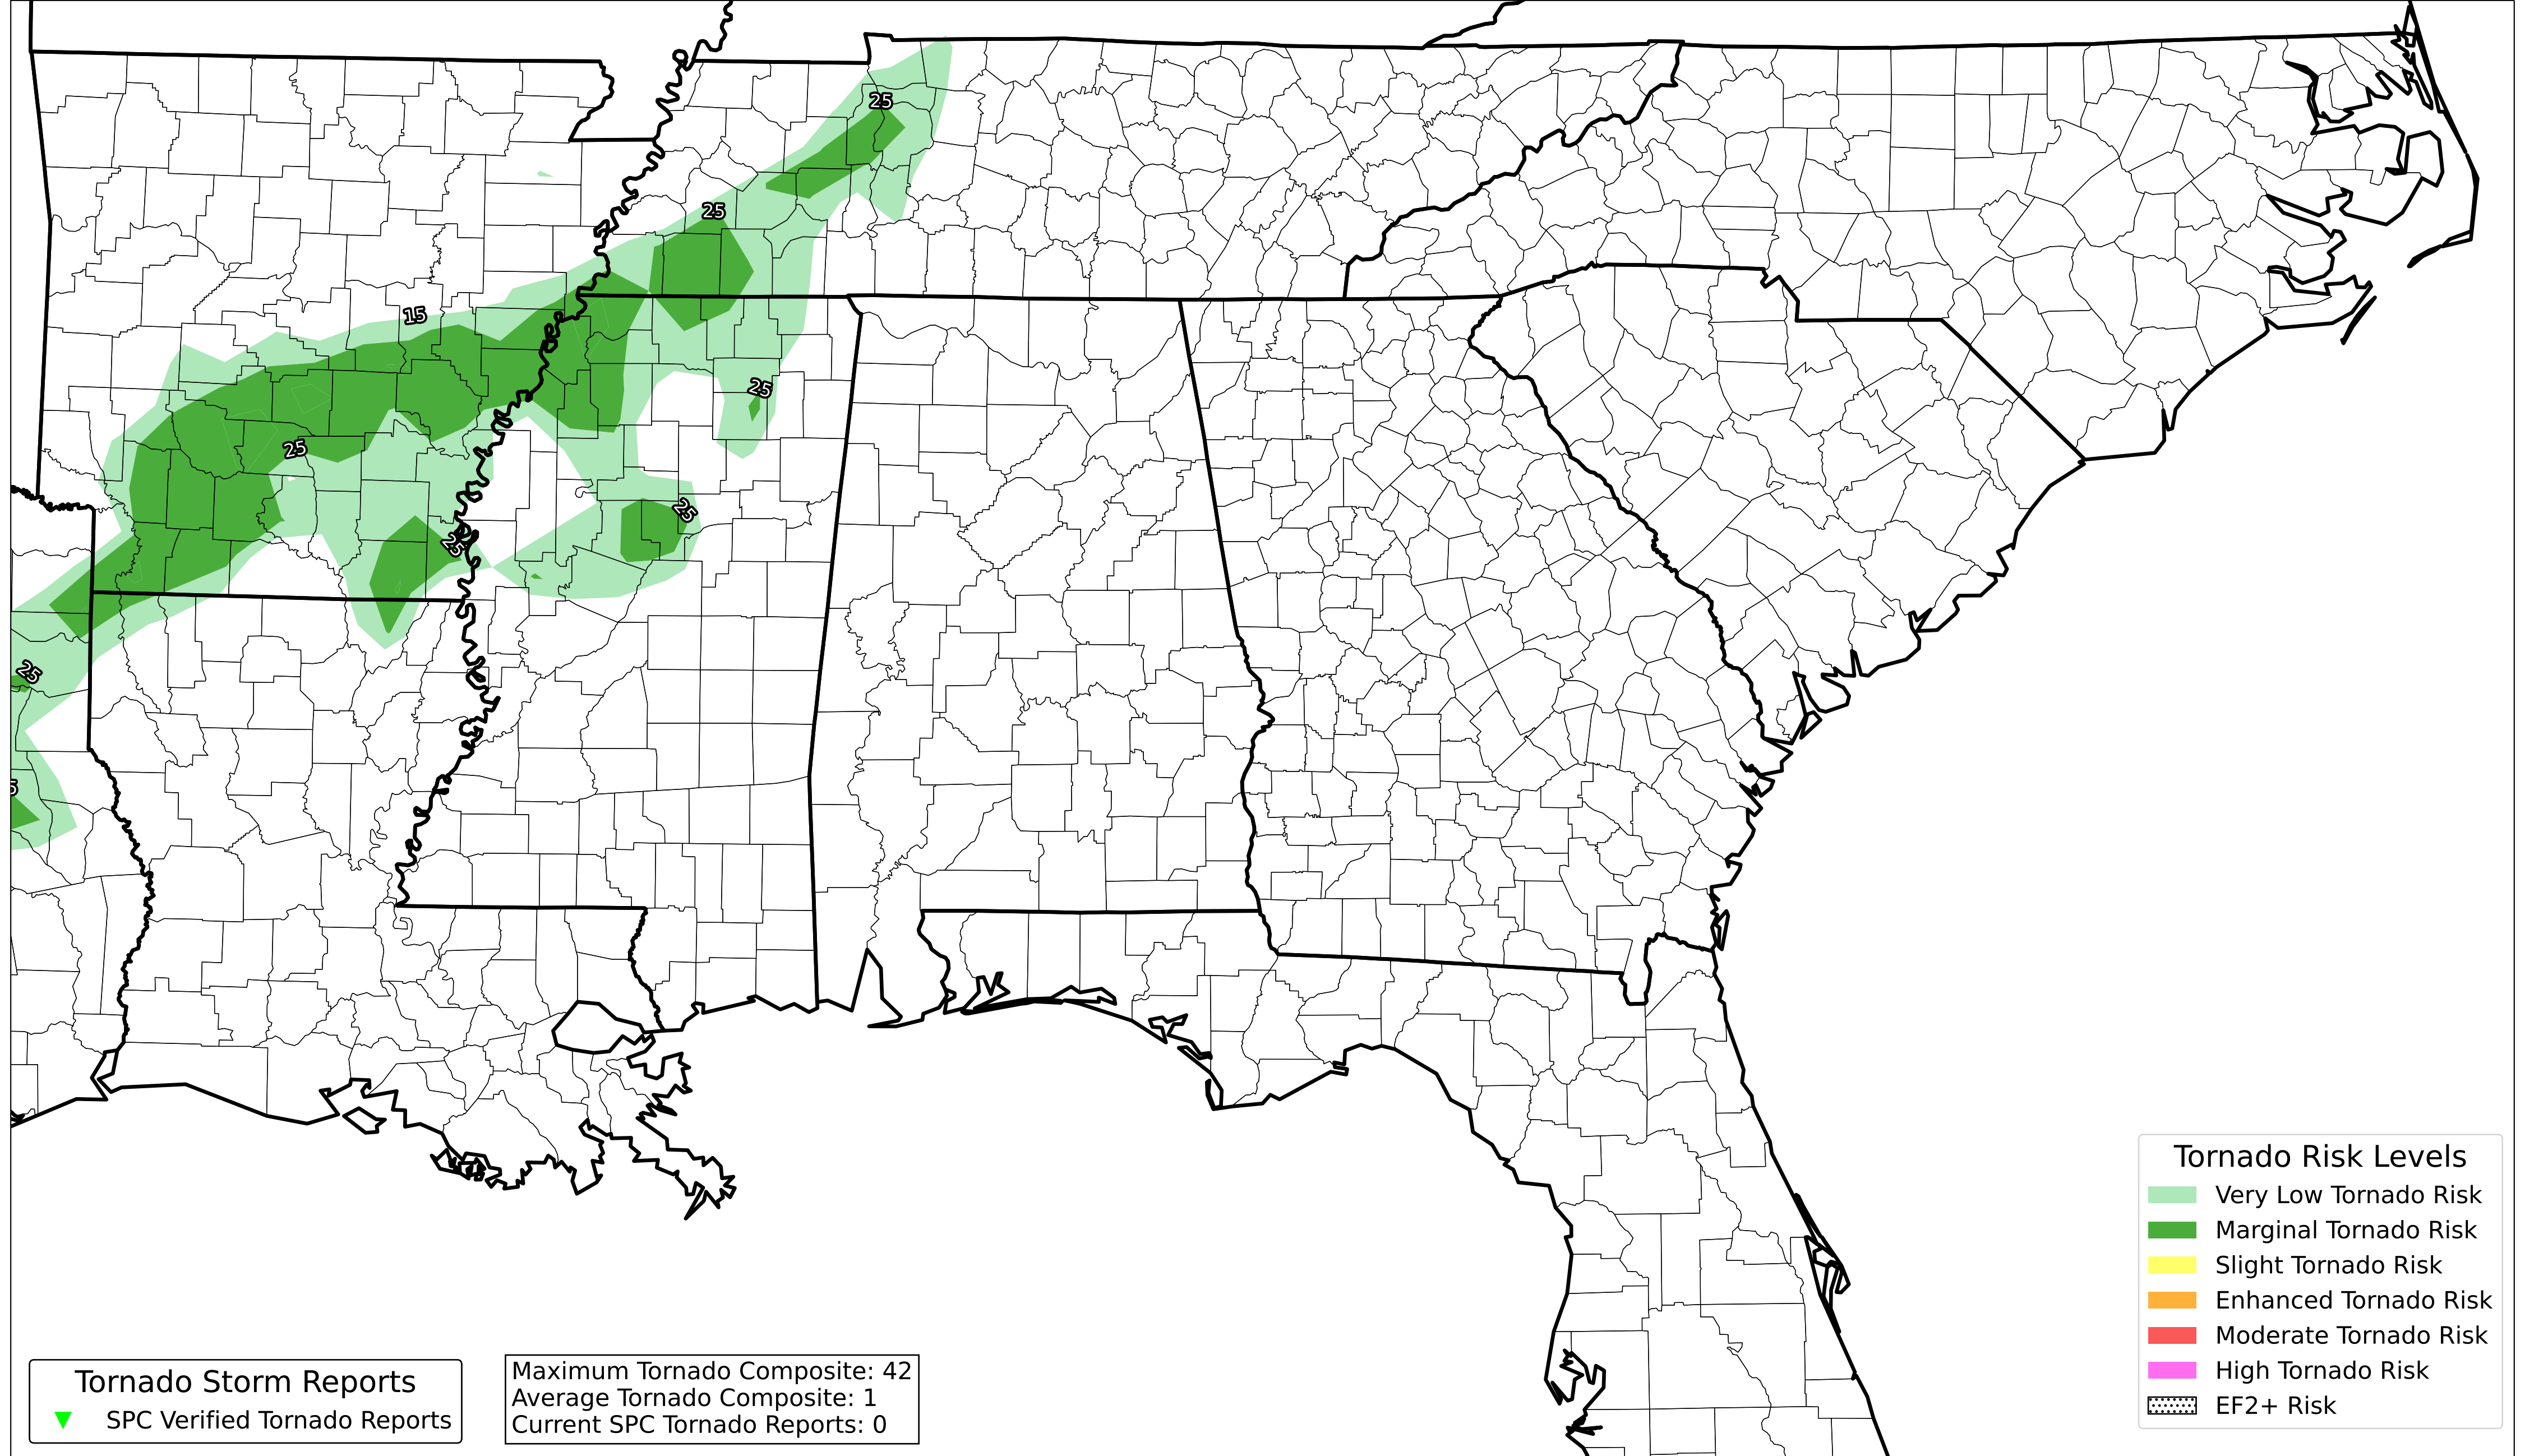 25
25
15
25
25
25
25
25
5
Tornado Risk Levels
Very Low Tornado Risk
Marginal Tornado Risk
Slight Tornado Risk
Enhanced Tornado Risk
Moderate Tornado Risk
High Tornado Risk
EF2+ Risk
Tornado Storm Reports
SPC Verified Tornado Reports
Maximum Tornado Composite: 42
Average Tornado Composite: 1
Current SPC Tornado Reports: 0